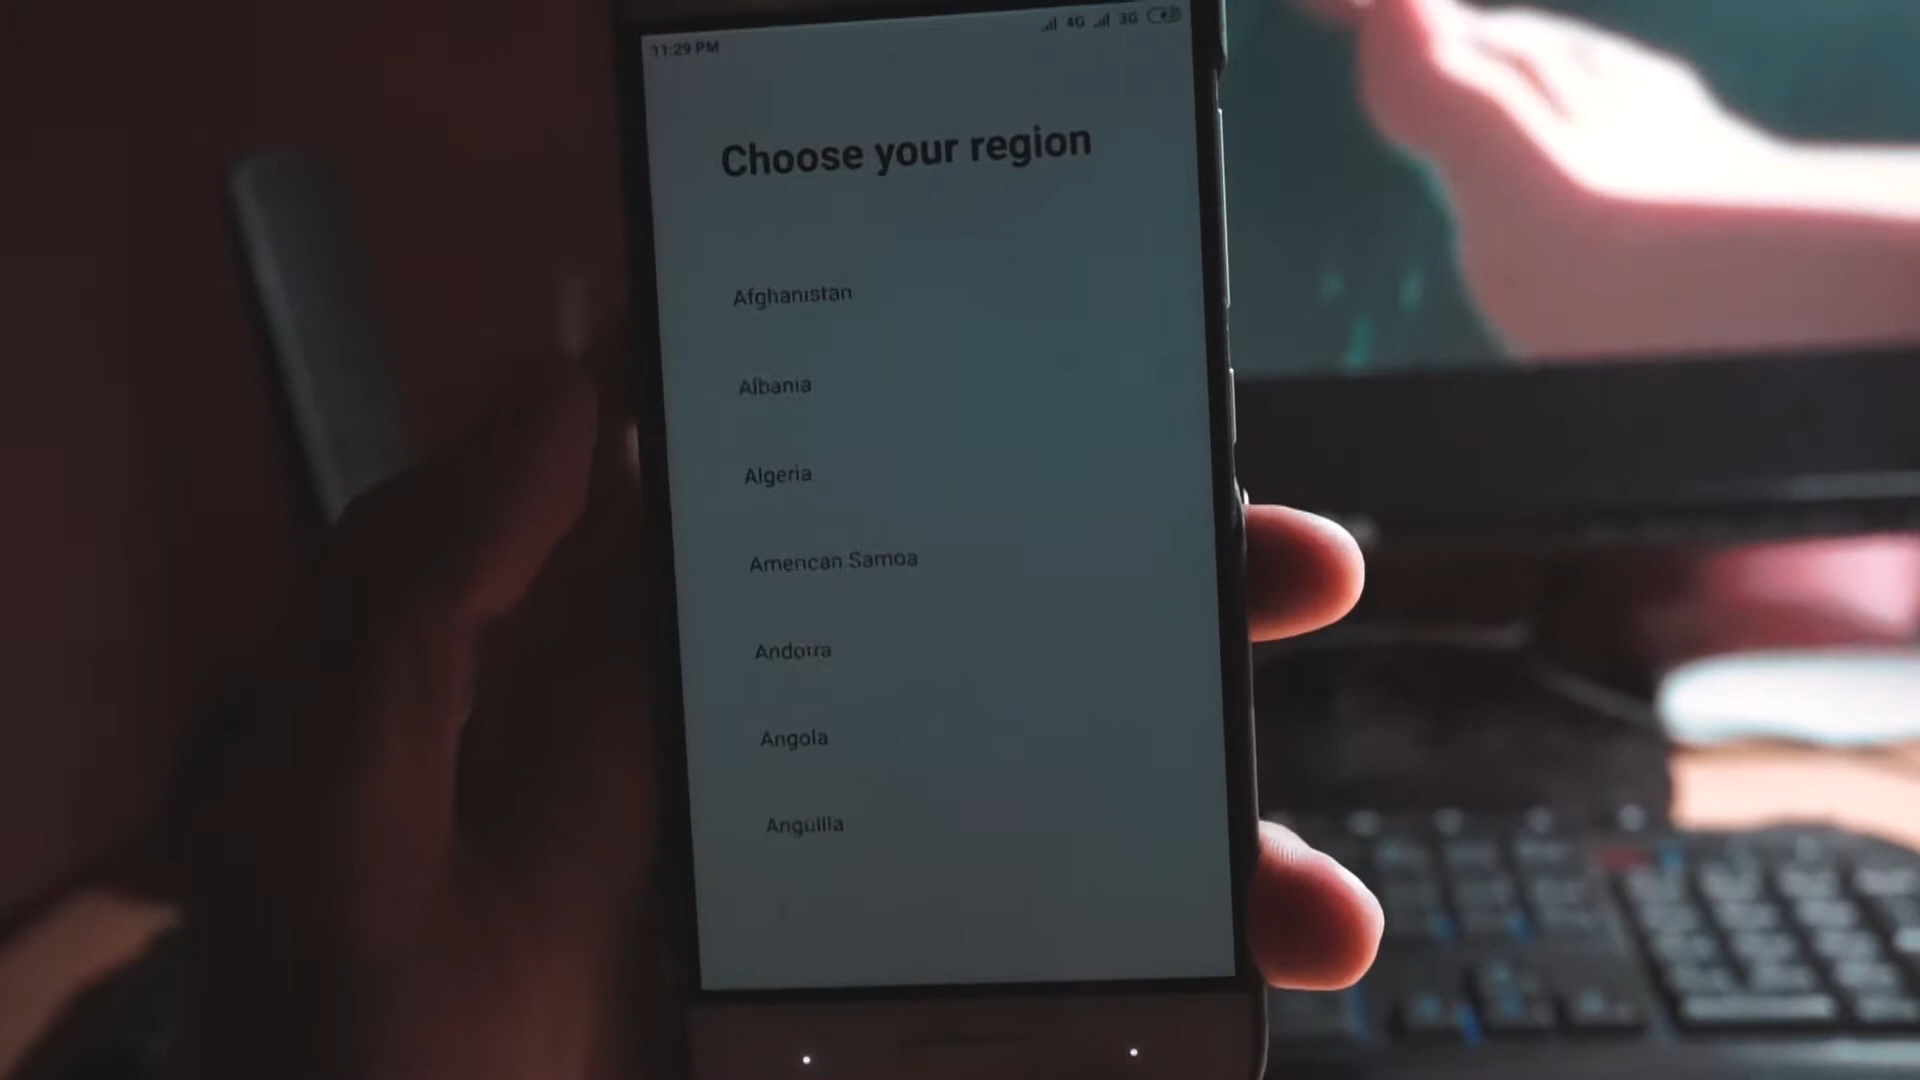 11:29 PM 4G 3G
Choose your region
Afghanistan
Albania
Algeria
American Samoa
Andorra
Angola
Anguilla